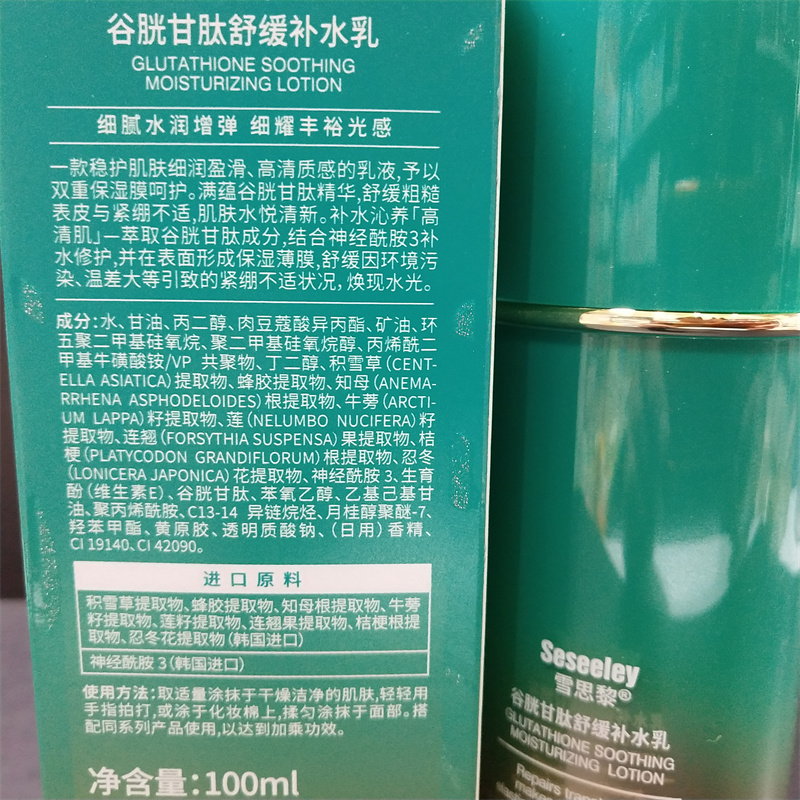 谷胱甘肽舒缓补水乳
GLUTATHIONE SOOTHING
MOISTURIZING LOTION
细腻水润增弹 细耀丰裕光感
一款稳护肌肤细润盈滑、高清质感的乳液,予以
双重保湿膜呵护。满蕴谷胱甘肽精华,舒缓粗糙
表皮与紧绷不适,肌肤水悦清新。补水沁养「高
清肌」—萃取谷胱甘肽成分,结合神经酰胺3补
水修护,并在表面形成保湿薄膜,舒缓因环境污
染、温差大等引致的紧绷不适状况, 焕现水光。
成分:水、甘油、丙二醇、肉豆蔻酸异丙酯、矿油、环
五聚二甲基硅氧烷、聚二甲基硅氧烷醇、丙烯酰二
甲基牛磺酸铵/VP 共聚物、丁二醇、积雪草(CENT-
ELLA ASIATICA)提取物、蜂胶提取物、知母(ANEMA-
RRHENA ASPHODELOIDES)根提取物、牛蒡(ARCTI-
UM LAPPA)籽提取物、莲(NELUMBO NUCIFERA)籽
提取物、连翘(FORSYTHIA SUSPENSA)果提取物、桔
梗(PLATYCODON GRANDIFLORUM)根提取物、忍冬
(LONICERA JAPONICA)花提取物、神经酰胺 3、生育
酚(维生素E)、谷胱甘肽、苯氧乙醇、乙基己基甘
油、聚丙烯酰胺、C13-14 异链烷烃、月桂醇聚醚-7、
羟苯甲酯、黄原胶、透明质酸钠、(日用)香精、
CI 19140、CI 42090。
进口原料
积雪草提取物、蜂胶提取物、知母根提取物、牛蒡
籽提取物、莲籽提取物、连翘果提取物、桔梗根提
取物、忍冬花提取物(韩国进口)
神经酰胺 3(韩国进口)
使用方法:取适量涂抹于干燥洁净的肌肤,轻轻用
手指拍打,或涂于化妆棉上,揉匀涂抹于面部。搭
配同系列产品使用,以达到加乘功效。
净含量:100ml
Seseeley
雪思黎®
谷胱甘肽舒缓补水乳
GLUTATHIONE SOOTHING
MOISTURIZING LOTION
Repairs